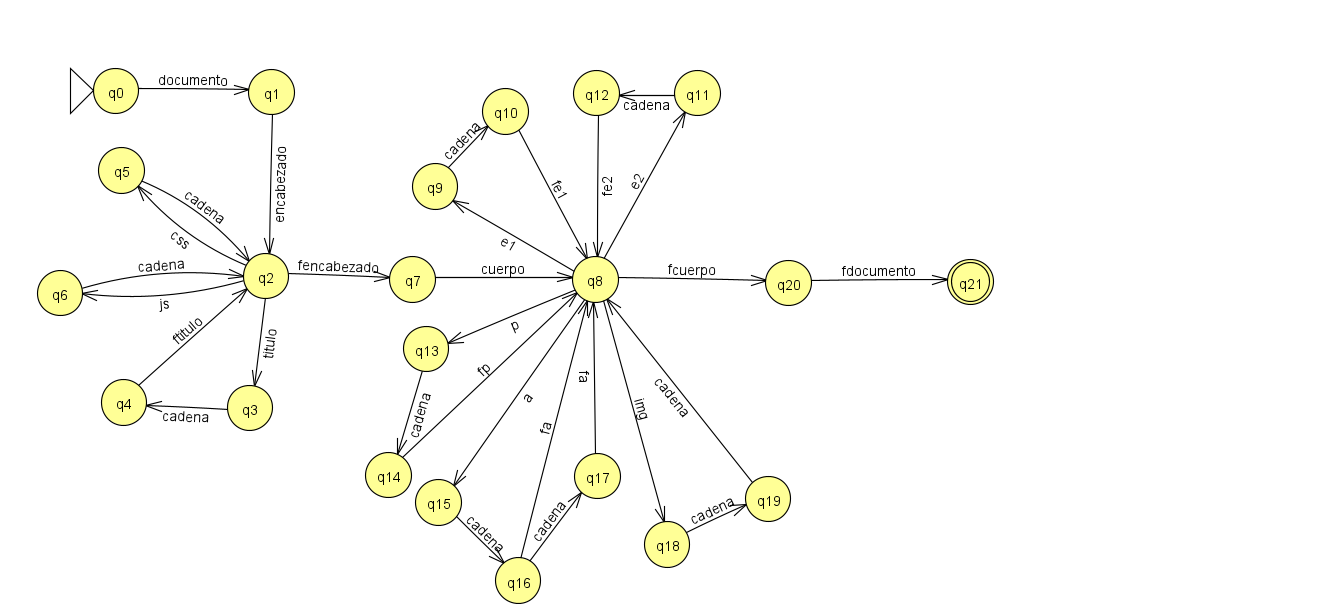 q0
documento
q1
q12
cadena
q11
q10
cadena
q5
cadena
encabezado
q9
fe1
fe2
e2
css
e1
cadena
q2
fencabezado
q7
cuerpo
q8
fcuerpo
q20
fdocumento
q21
q6
js
ftitulo
titulo
q13
p
fp
fa
cadena
img
a
q4
cadena
q3
cadena
fa
q14
q15
q17
q19
cadena
cadena
cadena
q18
q16